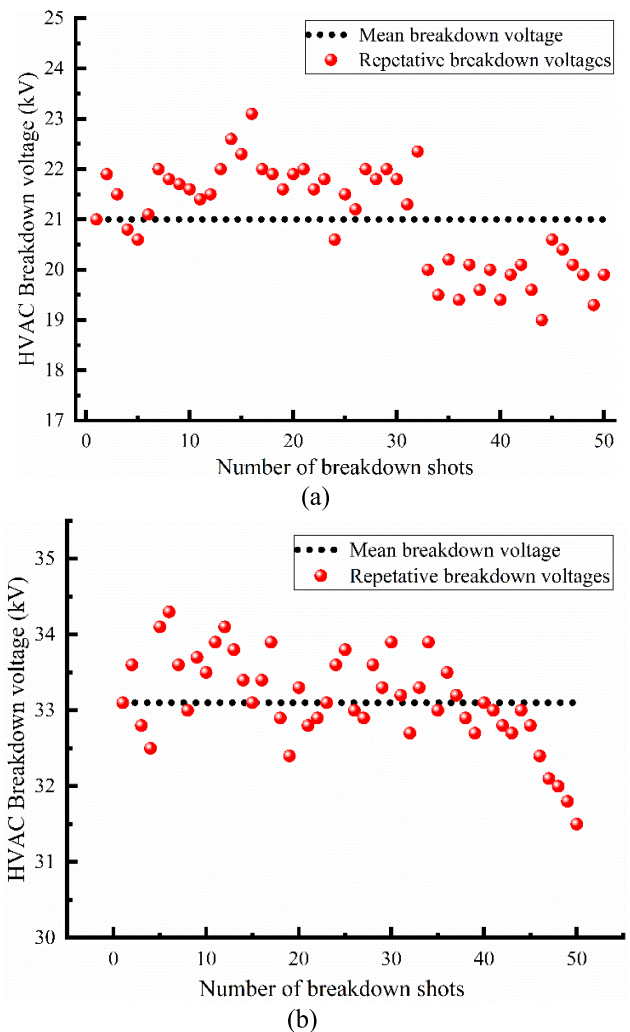 25
24
23
22
21
20
19
18
17
HVAC Breakdown voltage (kV)
Mean breakdown voltage
Repetative breakdown voltages
0 10 20 30 40 50
Number of breakdown shots
(a)
35
34
33
32
31
30
HVAC Breakdown voltage (kV)
Mean breakdown voltage
Repetative breakdown voltages
0 10 20 30 40 50
Number of breakdown shots
(b)